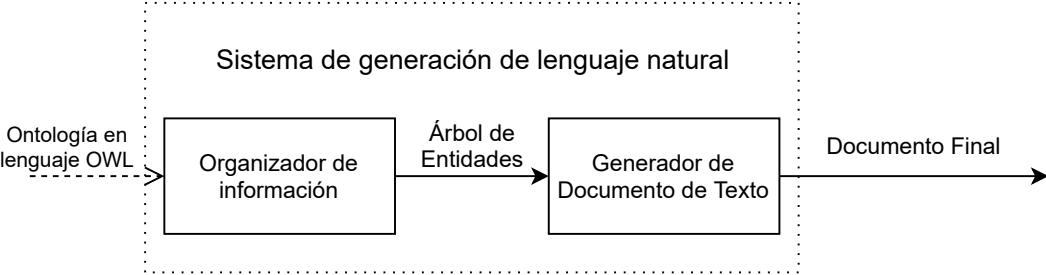 Sistema de generación de lenguaje natural
Ontología en
lenguaje OWL
Organizador de
información
Árbol de
Entidades
Generador de
Documento de Texto
Documento Final